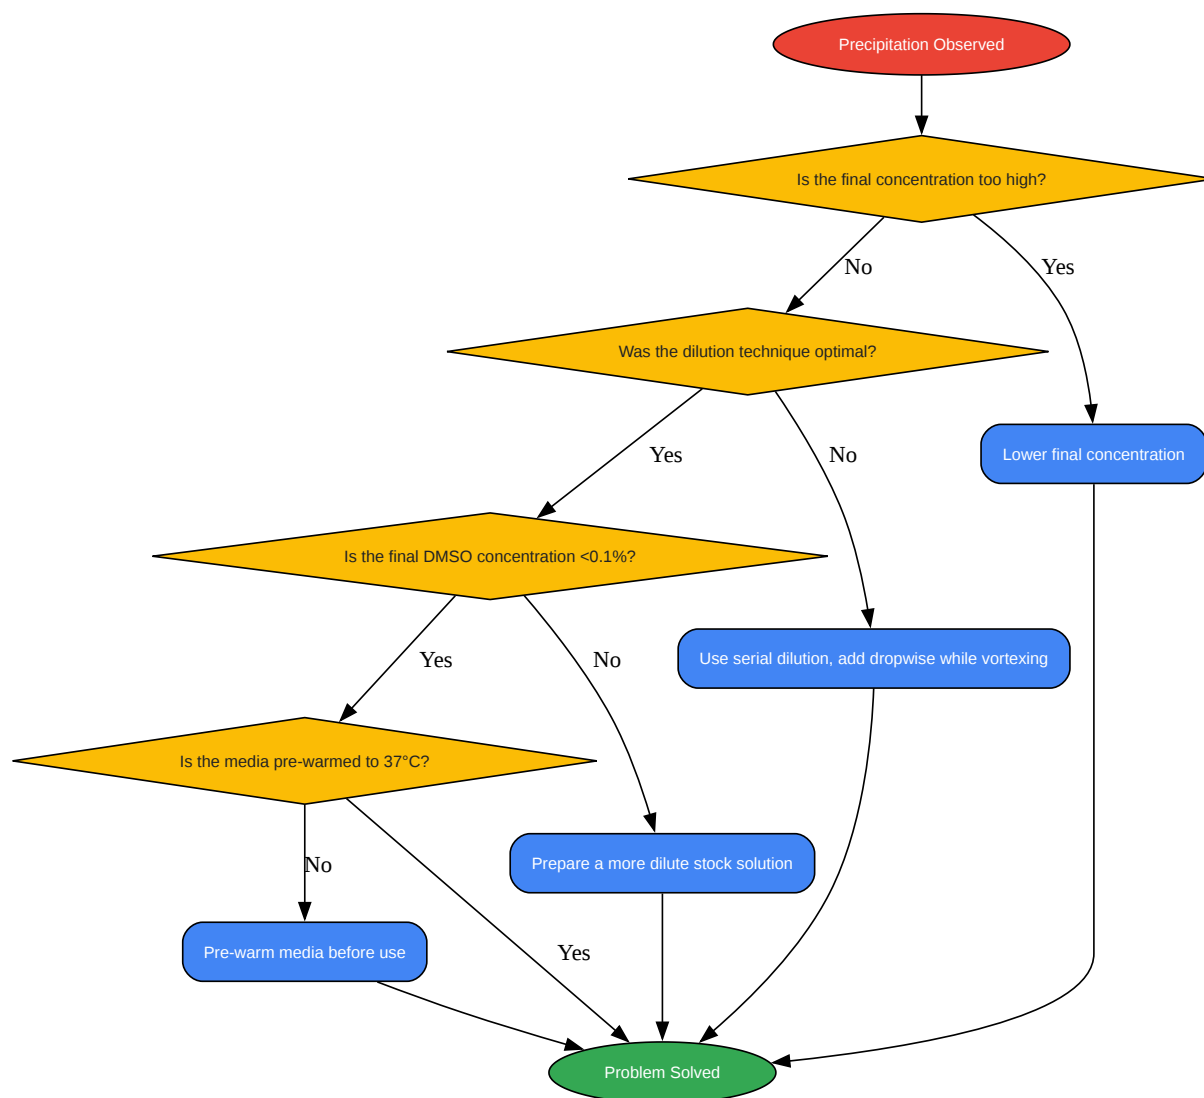 Precipitation Observed
Is the final concentration too high?
No
Yes
Was the dilution technique optimal?
Yes
No
Lower final concentration
Is the final DMSO concentration <0.1%?
Yes
No
Use serial dilution, add dropwise while vortexing
Is the media pre-warmed to 37°C?
No
Prepare a more dilute stock solution
Pre-warm media before use
Yes
Problem Solved